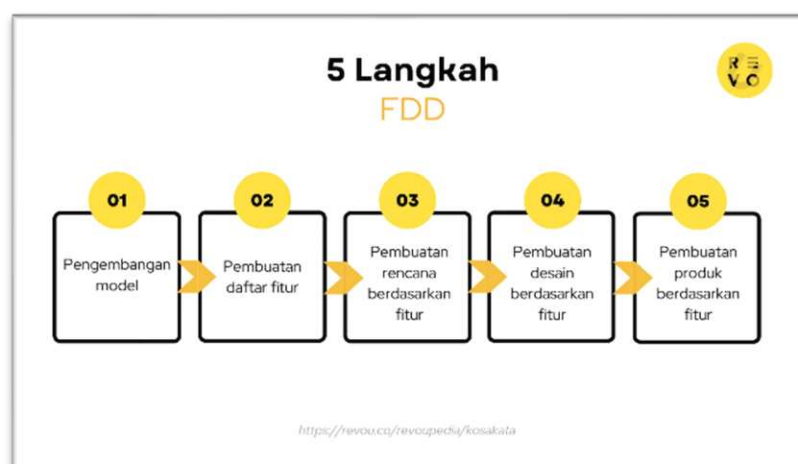 5 Langkah
FDD
R E
V O
01
Pengembangan
model
02
Pembuatan
daftar fitur
03
Pembuatan
rencana
berdasarkan
fitur
04
Pembuatan
desain
berdasarkan
fitur
05
Pembuatan
produk
berdasarkan
fitur
https://revou.co/revoupedia/kosakata